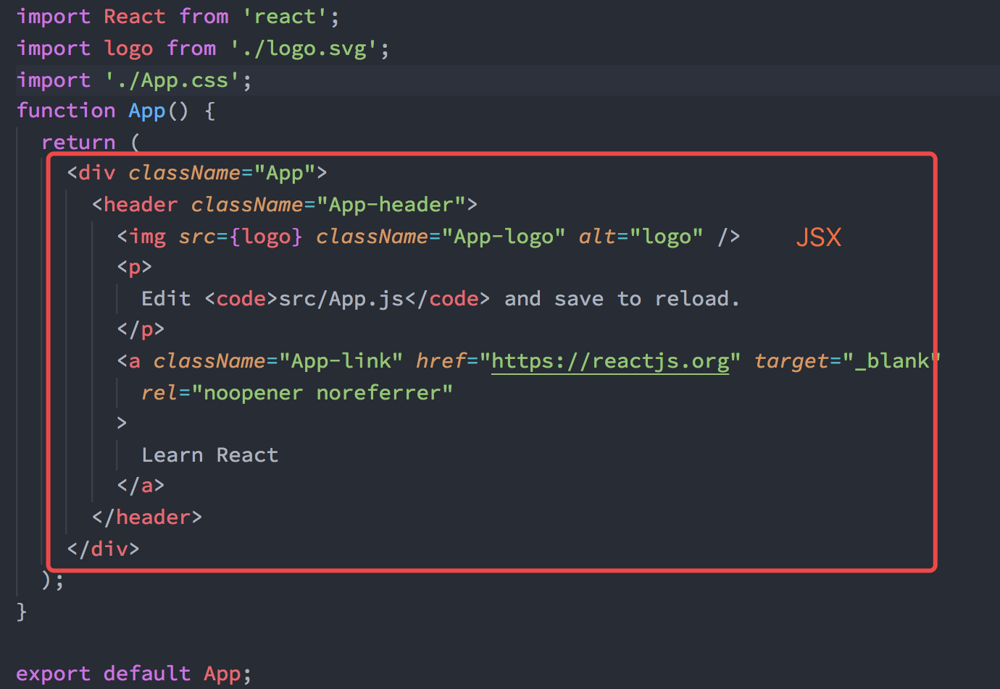 import React from 'react';
import logo from './logo.svg';
import './App.css';
function App() {
  return (
    <div className="App">
      <header className="App-header">
        <img src={logo} className="App-logo" alt="logo" />    JSX
        <p>
          Edit <code>src/App.js</code> and save to reload.
        </p>
        <a className="App-link" href="https://reactjs.org" target="_blank"
          rel="noopener noreferrer"
        >
          Learn React
        </a>
      </header>
    </div>
  );
}
export default App;